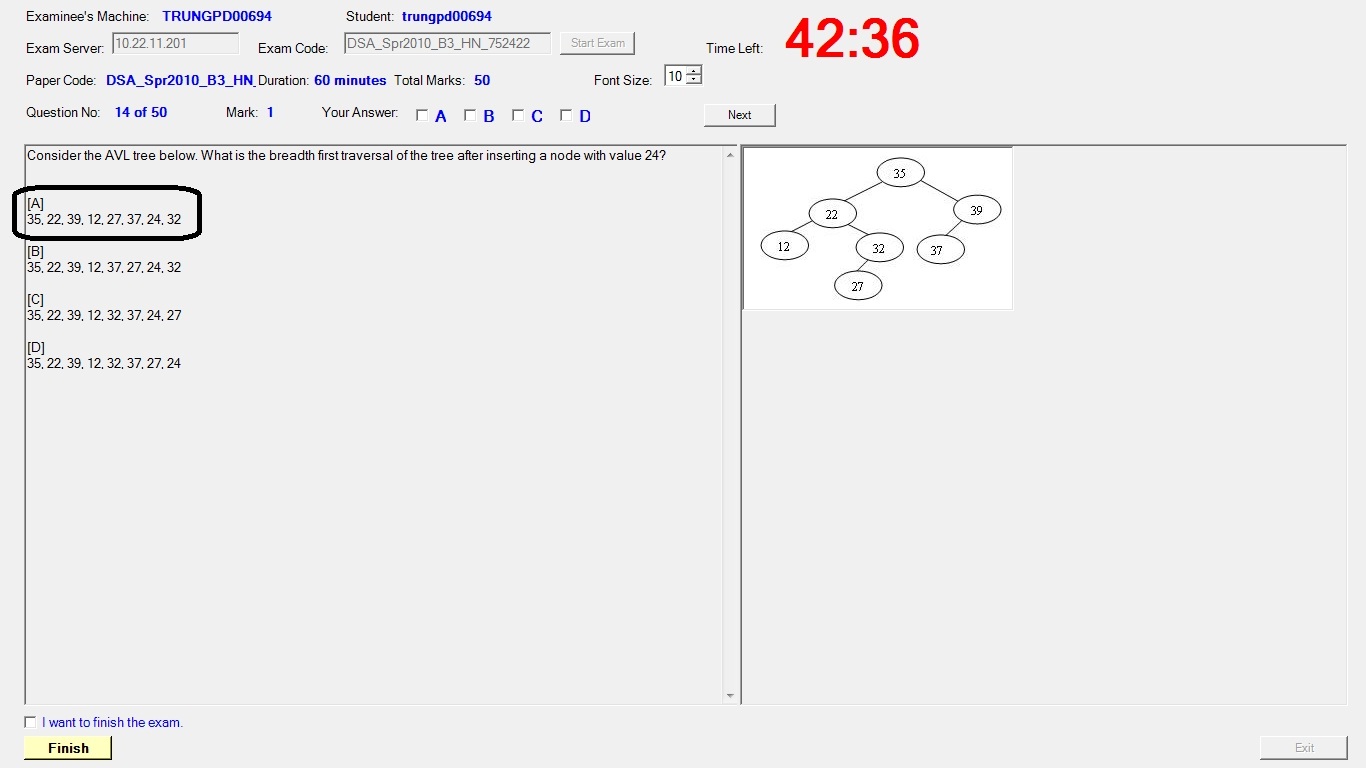 Examinee's Machine: TRUNGPD00694 Student: trungpd00694
Exam Server: 10.22.11.201 Exam Code: DSA_Spr2010_B3_HN_752422 Start Exam Time Left: 42:36
Paper Code: DSA_Spr2010_B3_HN_ Duration: 60 minutes Total Marks: 50 Font Size: 10
Question No: 14 of 50 Mark: 1 Your Answer: A B C D Next
Consider the AVL tree below. What is the breadth first traversal of the tree after inserting a node with value 24?
[A]
35, 22, 39, 12, 27, 37, 24, 32
[B]
35, 22, 39, 12, 37, 27, 24, 32
[C]
35, 22, 39, 12, 32, 37, 24, 27
[D]
35, 22, 39, 12, 32, 37, 27, 24
35
22 39
12 32 37
27
I want to finish the exam.
Finish Exit